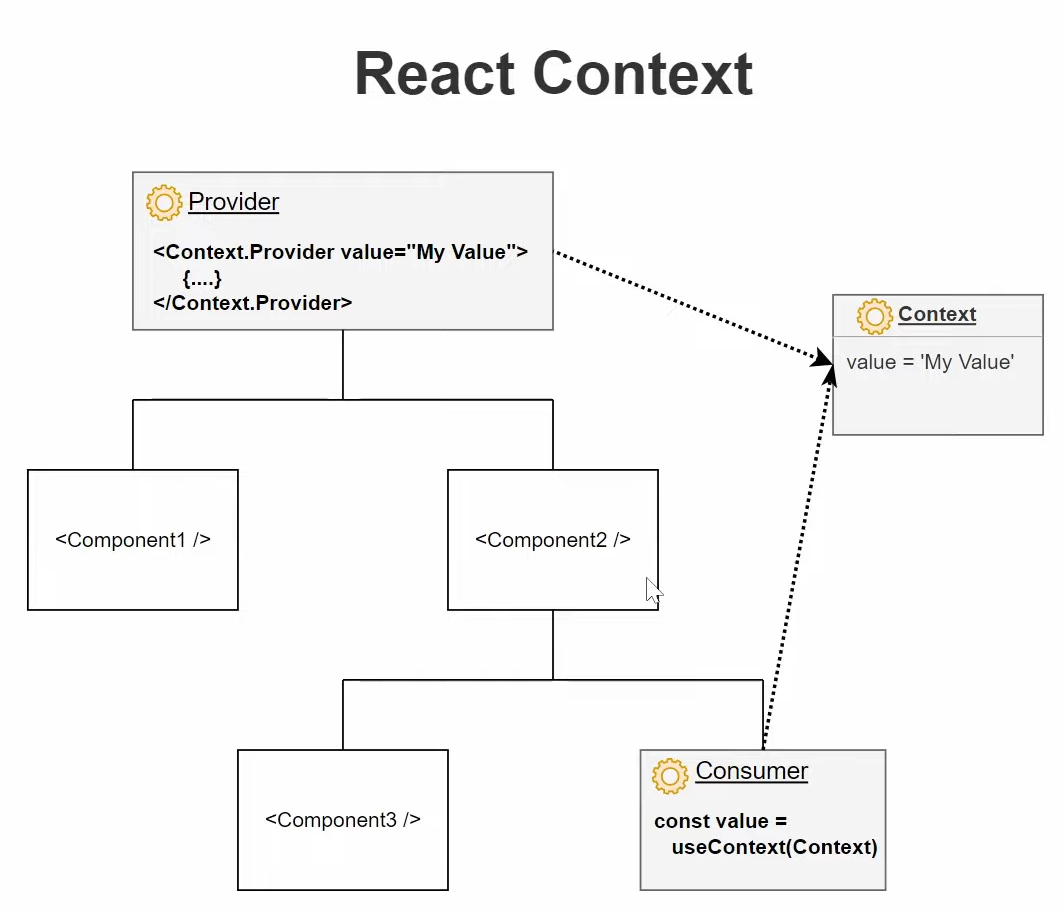 React Context
Provider
<Context.Provider value="My Value">
{....}
</Context.Provider>
Context
value = 'My Value'
<Component1 />
<Component2 />
<Component3 />
Consumer
const value =
useContext(Context)